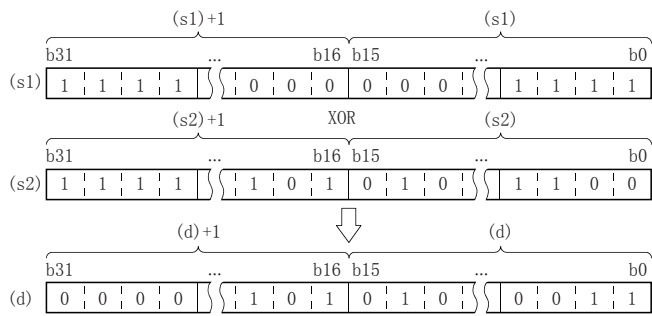 (s1)+1 (s1)
b31 ... b16 b15 ... b0
(s1) 1 1 1 1 0 0 0 0 0 0 1 1 1 1
(s2)+1 XOR (s2)
b31 ... b16 b15 ... b0
(s2) 1 1 1 1 1 0 1 0 1 0 1 1 0 0
(d)+1 (d)
b31 ... b16 b15 ... b0
(d) 0 0 0 0 1 0 1 0 1 0 0 0 1 1